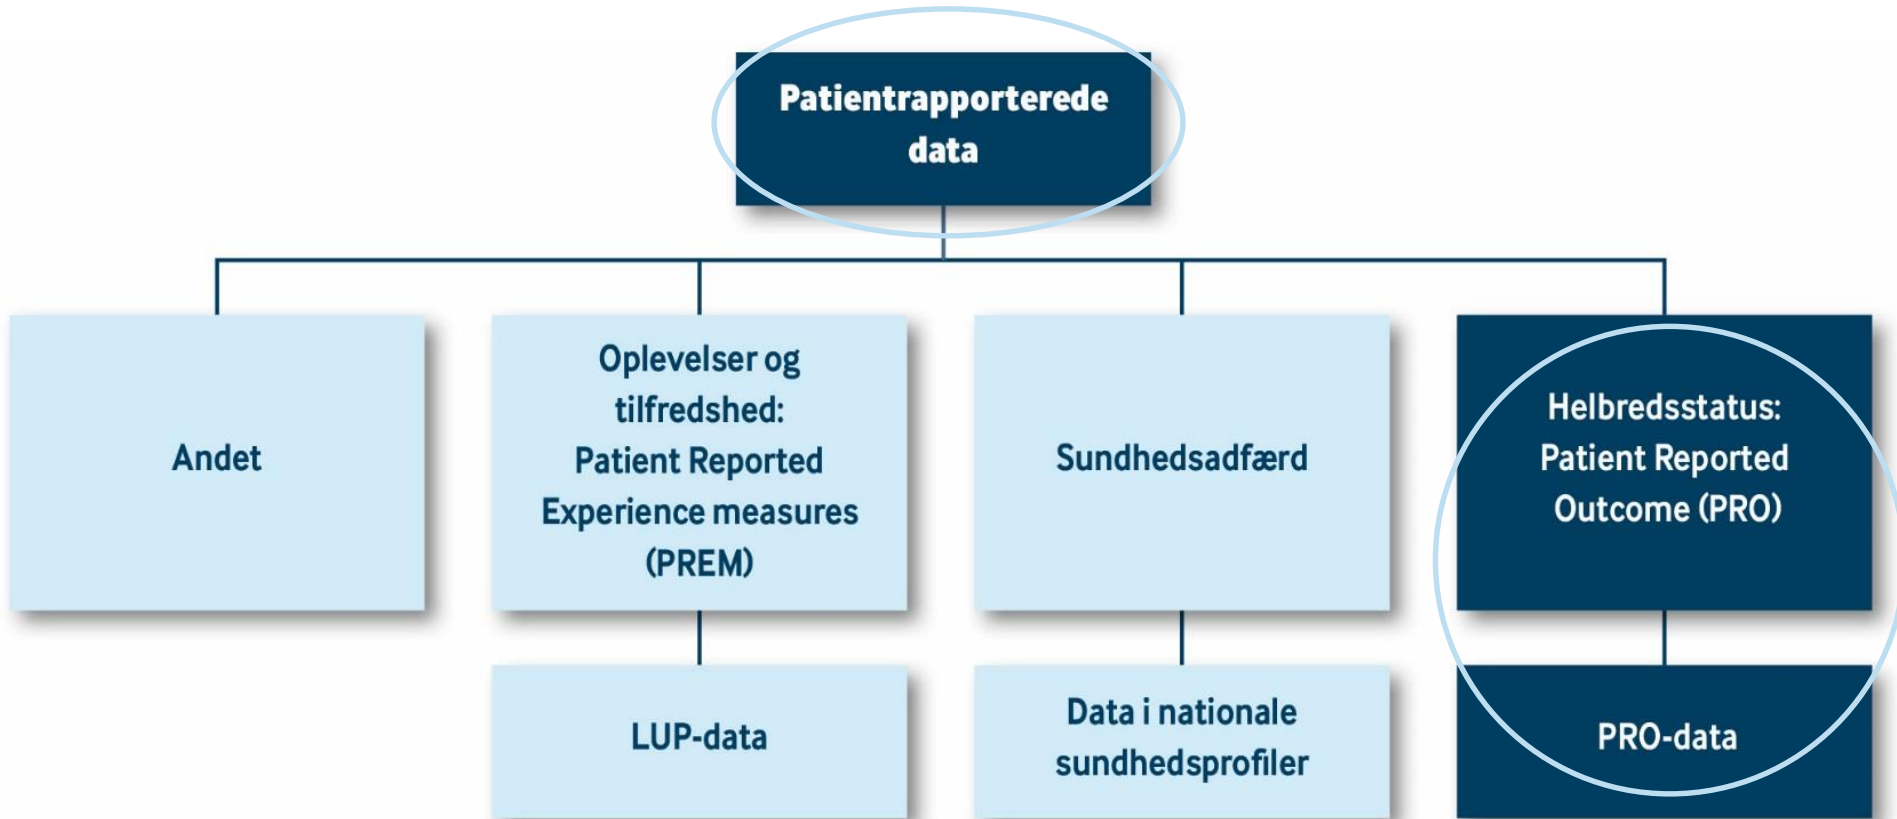 Patientrapporterede
data
Andet
Oplevelser og
tilfredshed:
Patient Reported
Experience measures
(PREM)
Sundhedsadfærd
Helbredsstatus:
Patient Reported
Outcome (PRO)
LUP-data
Data i nationale
sundhedsprofiler
PRO-data